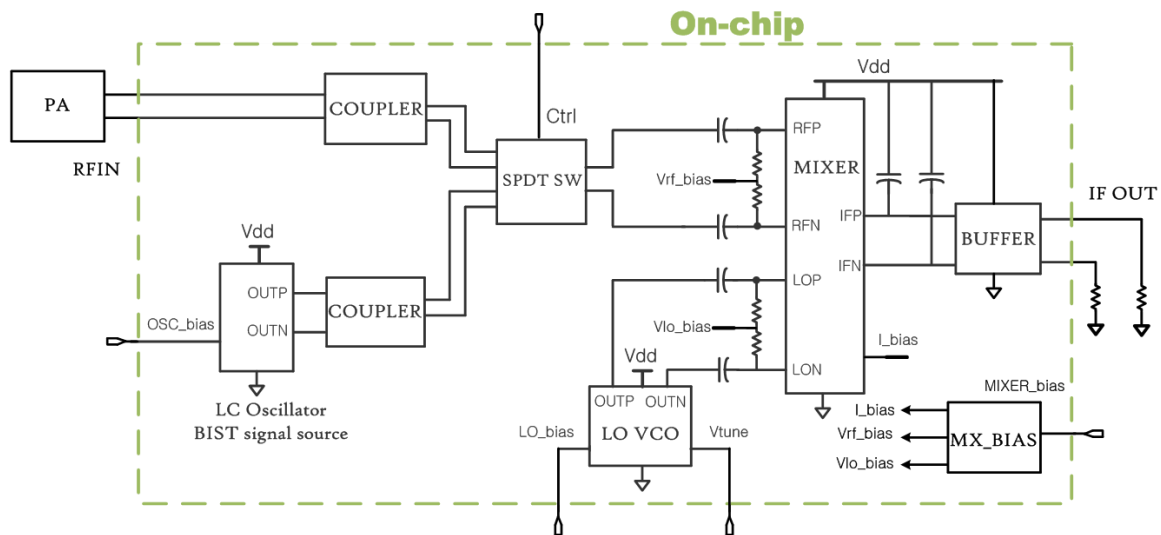 On-chip
PA
RFIN
COUPLER
Ctrl
SPDT SW
Vdd
OUTP
OUTN
OSC_bias
COUPLER
LC Oscillator
BIST signal source
Vrf_bias
Vlo_bias
Vdd
MIXER
RFP
RFN
LOP
LON
IFP
IFN
I_bias
BUFFER
IF OUT
Vdd
OUTP
OUTN
LO VCO
LO_bias
Vtune
MIXER_bias
I_bias
Vrf_bias
Vlo_bias
MX_BIAS